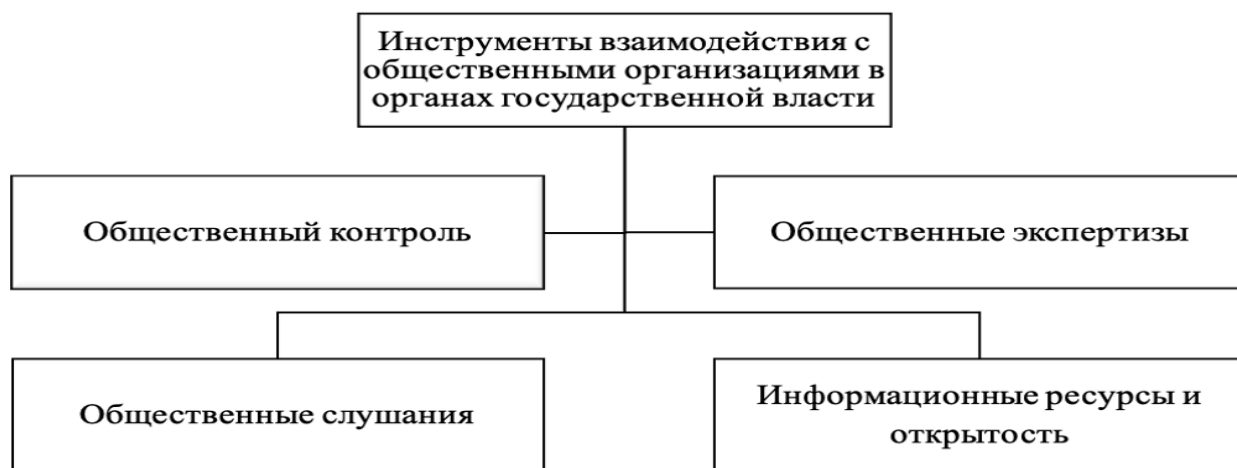 Инструменты взаимодействия с
общественными организациями в
органах государственной власти
Общественный контроль
Общественные экспертизы
Общественные слушания
Информационные ресурсы и
открытость